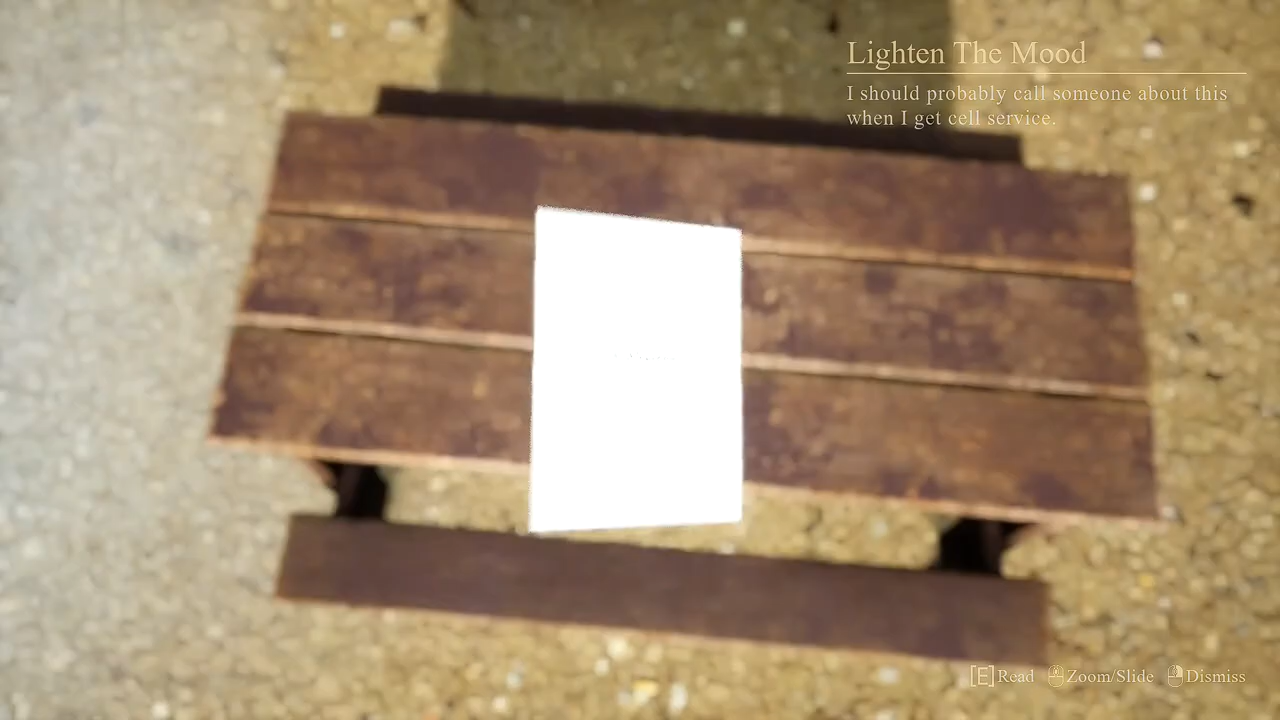 Lighten The Mood
I should probably call someone about this
when I get cell service.
[E]Read Zoom/Slide Dismiss